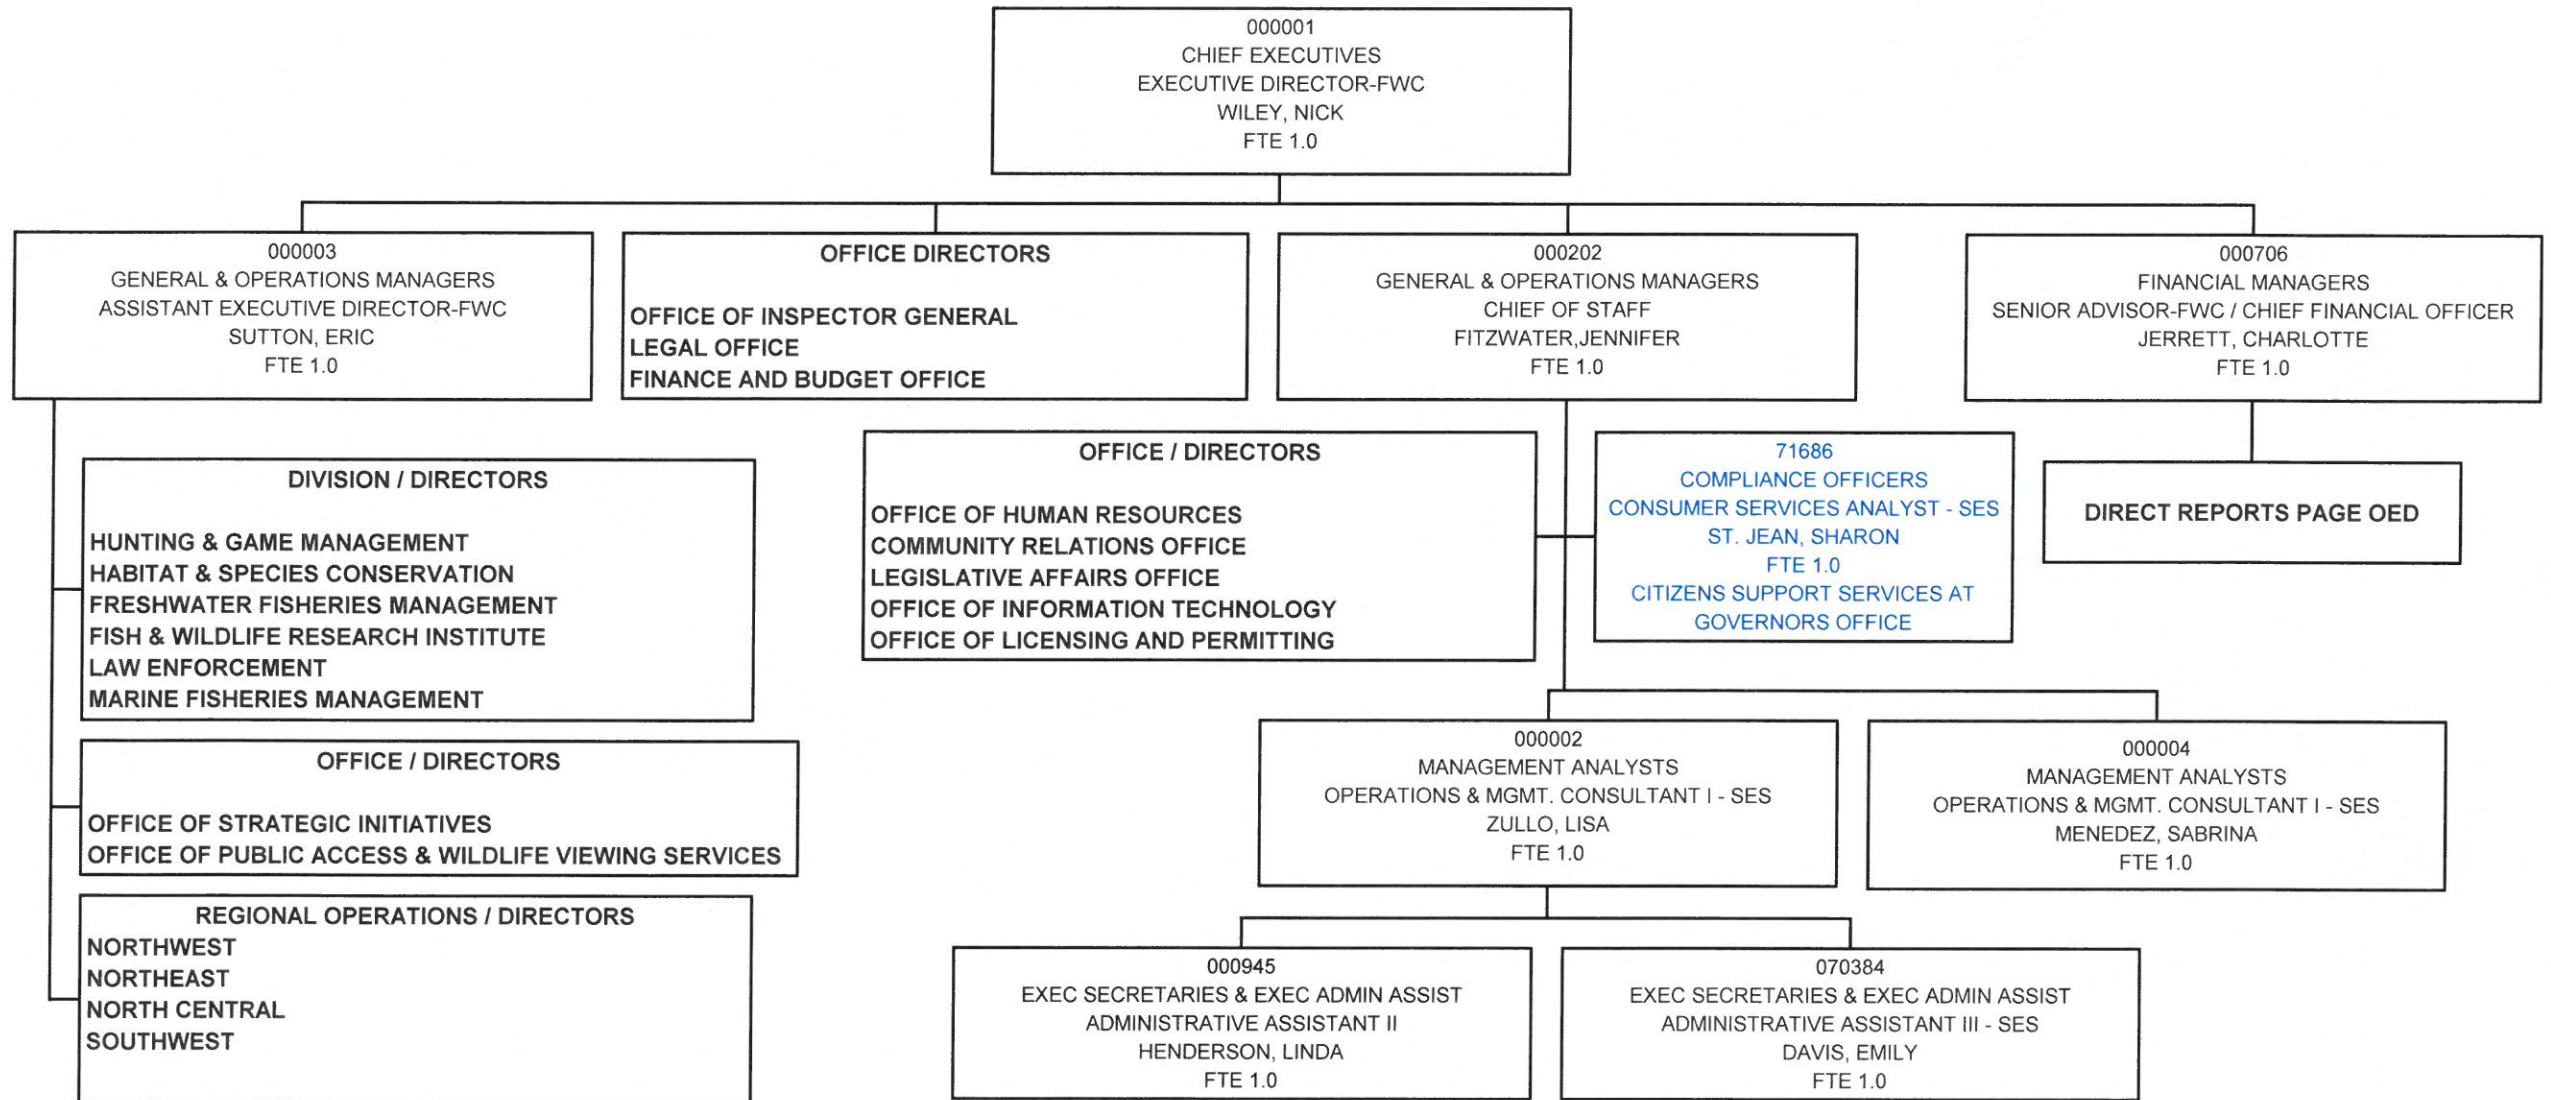 000001
CHIEF EXECUTIVES
EXECUTIVE DIRECTOR-FWC
WILEY, NICK
FTE 1.0
000003
GENERAL & OPERATIONS MANAGERS
ASSISTANT EXECUTIVE DIRECTOR-FWC
SUTTON, ERIC
FTE 1.0
OFFICE DIRECTORS
OFFICE OF INSPECTOR GENERAL
LEGAL OFFICE
FINANCE AND BUDGET OFFICE
000202
GENERAL & OPERATIONS MANAGERS
CHIEF OF STAFF
FITZWATER,JENNIFER
FTE 1.0
000706
FINANCIAL MANAGERS
SENIOR ADVISOR-FWC / CHIEF FINANCIAL OFFICER
JERRETT, CHARLOTTE
FTE 1.0
DIVISION / DIRECTORS
HUNTING & GAME MANAGEMENT
HABITAT & SPECIES CONSERVATION
FRESHWATER FISHERIES MANAGEMENT
FISH & WILDLIFE RESEARCH INSTITUTE
LAW ENFORCEMENT
MARINE FISHERIES MANAGEMENT
OFFICE / DIRECTORS
OFFICE OF HUMAN RESOURCES
COMMUNITY RELATIONS OFFICE
LEGISLATIVE AFFAIRS OFFICE
OFFICE OF INFORMATION TECHNOLOGY
OFFICE OF LICENSING AND PERMITTING
71686
COMPLIANCE OFFICERS
CONSUMER SERVICES ANALYST - SES
ST. JEAN, SHARON
FTE 1.0
CITIZENS SUPPORT SERVICES AT
GOVERNORS OFFICE
DIRECT REPORTS PAGE OED
OFFICE / DIRECTORS
OFFICE OF STRATEGIC INITIATIVES
OFFICE OF PUBLIC ACCESS & WILDLIFE VIEWING SERVICES
000002
MANAGEMENT ANALYSTS
OPERATIONS & MGMT. CONSULTANT I - SES
ZULLO, LISA
FTE 1.0
000004
MANAGEMENT ANALYSTS
OPERATIONS & MGMT. CONSULTANT I - SES
MENEDEZ, SABRINA
FTE 1.0
REGIONAL OPERATIONS / DIRECTORS
NORTHWEST
NORTHEAST
NORTH CENTRAL
SOUTHWEST
000945
EXEC SECRETARIES & EXEC ADMIN ASSIST
ADMINISTRATIVE ASSISTANT II
HENDERSON, LINDA
FTE 1.0
070384
EXEC SECRETARIES & EXEC ADMIN ASSIST
ADMINISTRATIVE ASSISTANT III - SES
DAVIS, EMILY
FTE 1.0